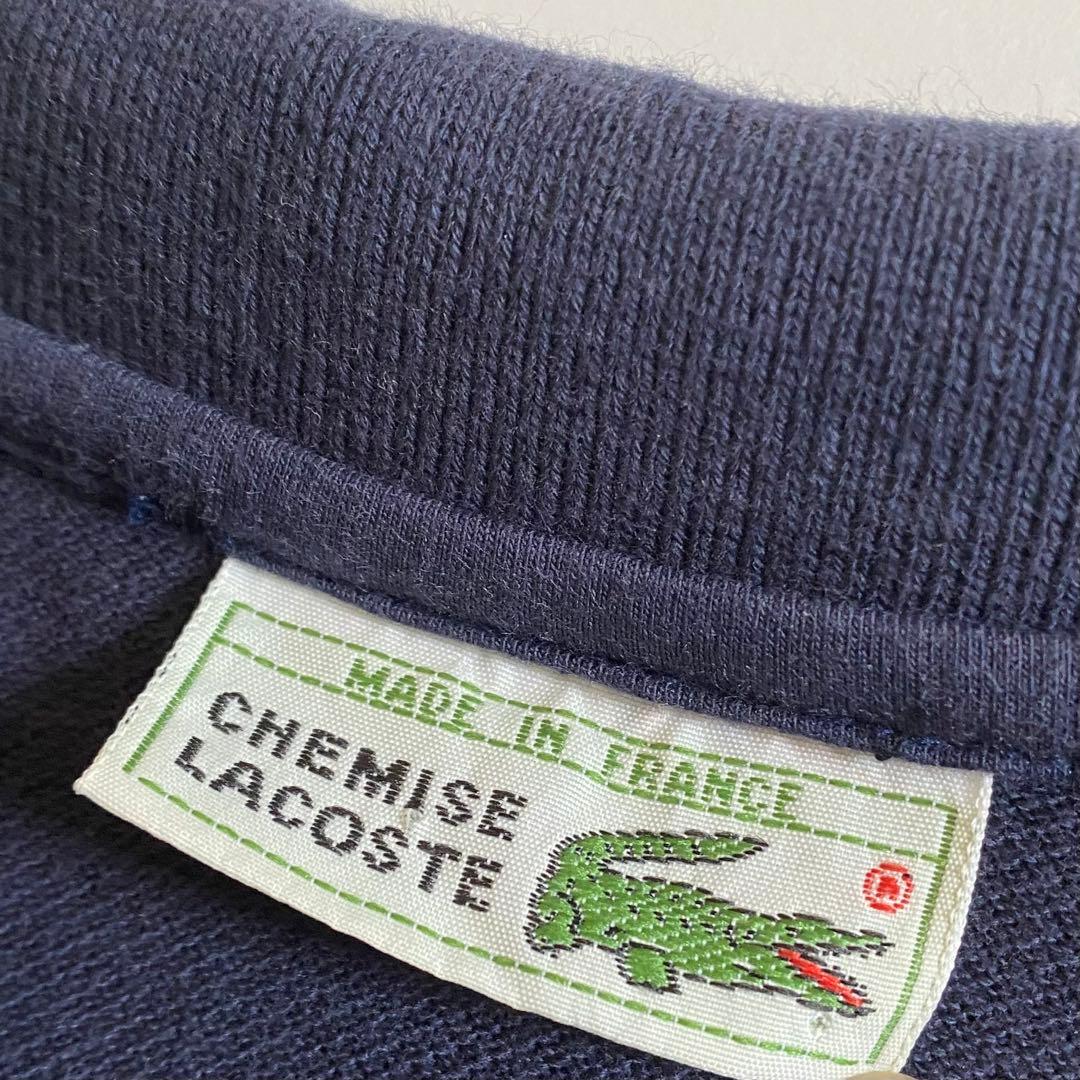 MADE IN FRANCE
CHEMISE
LACOSTE
®